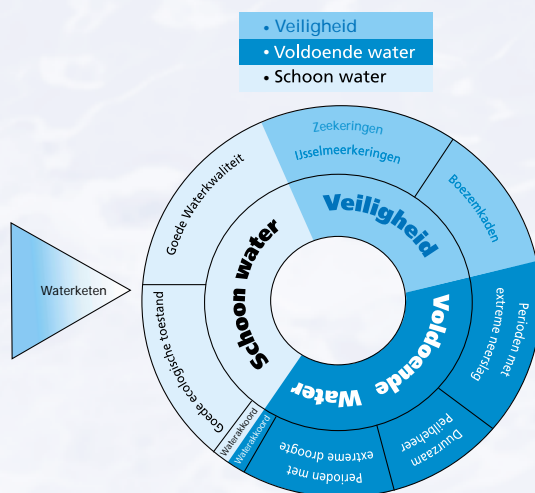 • Veiligheid
• Voldoende water
• Schoon water
Zeekeringen
IJsselmeerkeringen
Boezemkaden
Veiligheid
Goede Waterkwaliteit
Schoon water
Waterketen
Goede ecologische toestand
Waterakkoord
Waterakkoord
Voldoende Water
Perioden met
extreme neerslag
Duurzaam
Peilbeheer
Perioden met
extreme droogte